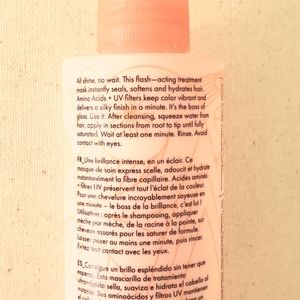 All shine, no wait. This flash—acting treatment
mask instantly seals, softens and hydrates hair.
Amino Acids + UV filters keep color vibrant and
delivers a silky finish in a minute. It's the boss of
gloss. Use it: After cleansing, squeeze water from
hair, apply in sections from root to tip until fully
saturated. Wait at least one minute. Rinse. Avoid
contact with eyes.
FR_Une brillance intense, en un éclair. Ce
masque de soin express scelle, adoucit et hydrate
instantanément la fibre capillaire. Acides aminés
+ filtres UV préservent tout l'éclat de la couleur.
Pour une chevelure incroyablement soyeuse en
une minute – le boss de la brillance, c'est lui !
Utilisation : après le shampooing, appliquer
mèche par mèche, de la racine à la pointe, sur
cheveux essorés pour les saturer de formule.
Laisser poser au moins une minute, puis rincer.
Évitez tout contact avec les yeux.
ES_Consigue un brillo espléndido sin tener que
esperar. Esta mascarilla de tratamiento
ultrarrápido sella, suaviza e hidrata el cabello al
aminoácidos y filtros UV mantienen